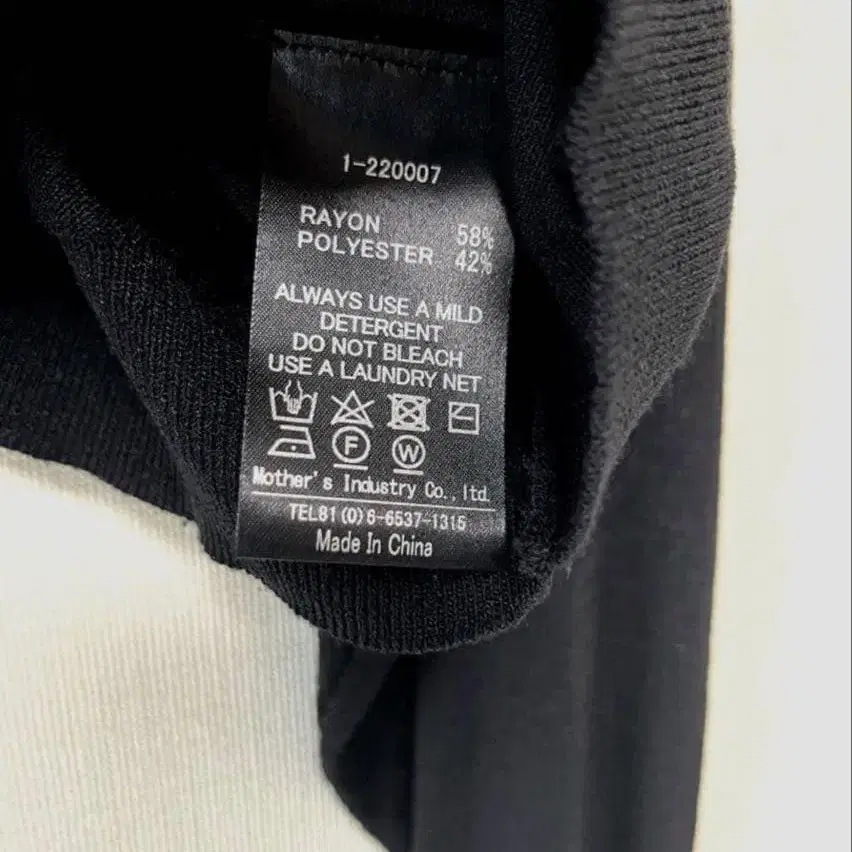 1-220007
RAYON 58%
POLYESTER 42%
ALWAYS USE A MILD
DETERGENT
DO NOT BLEACH
USE A LAUNDRY NET
F W
Mother's Industry Co.,ltd.
TEL81(0)6-6537-1315
Made In China